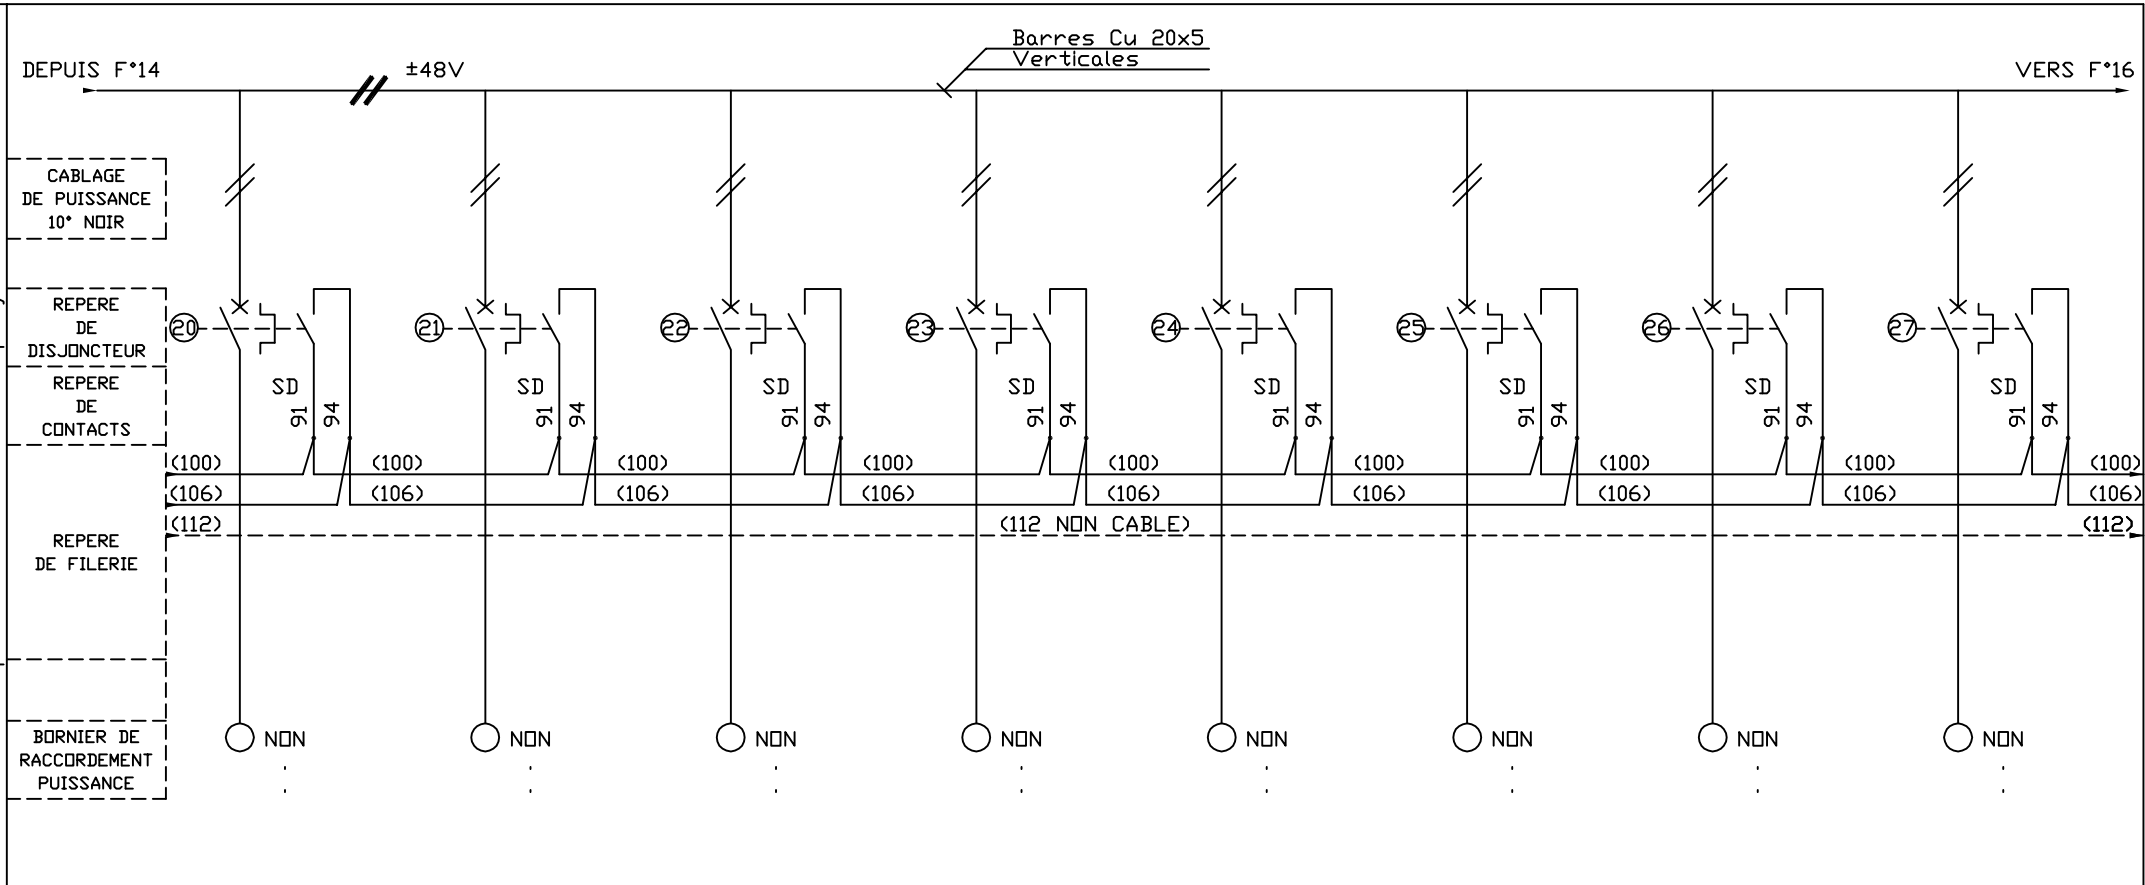 Barres Cu 20x5
Verticales
DEPUIS F°14
±48V
VERS F°16
CABLAGE
DE PUISSANCE
10° NOIR
REPERE
DE
DISJONCTEUR
20
21
22
23
24
25
26
27
REPERE
DE
CONTACTS
SD 91 94
SD 91 94
SD 91 94
SD 91 94
SD 91 94
SD 91 94
SD 91 94
SD 91 94
(100) (100) (100) (100) (100) (100) (100) (100) (100)
(106) (106) (106) (106) (106) (106) (106) (106) (106)
(112) (112 NON CABLE) (112)
REPERE
DE FILERIE
BORNIER DE
RACCORDEMENT
PUISSANCE
NON
NON
NON
NON
NON
NON
NON
NON